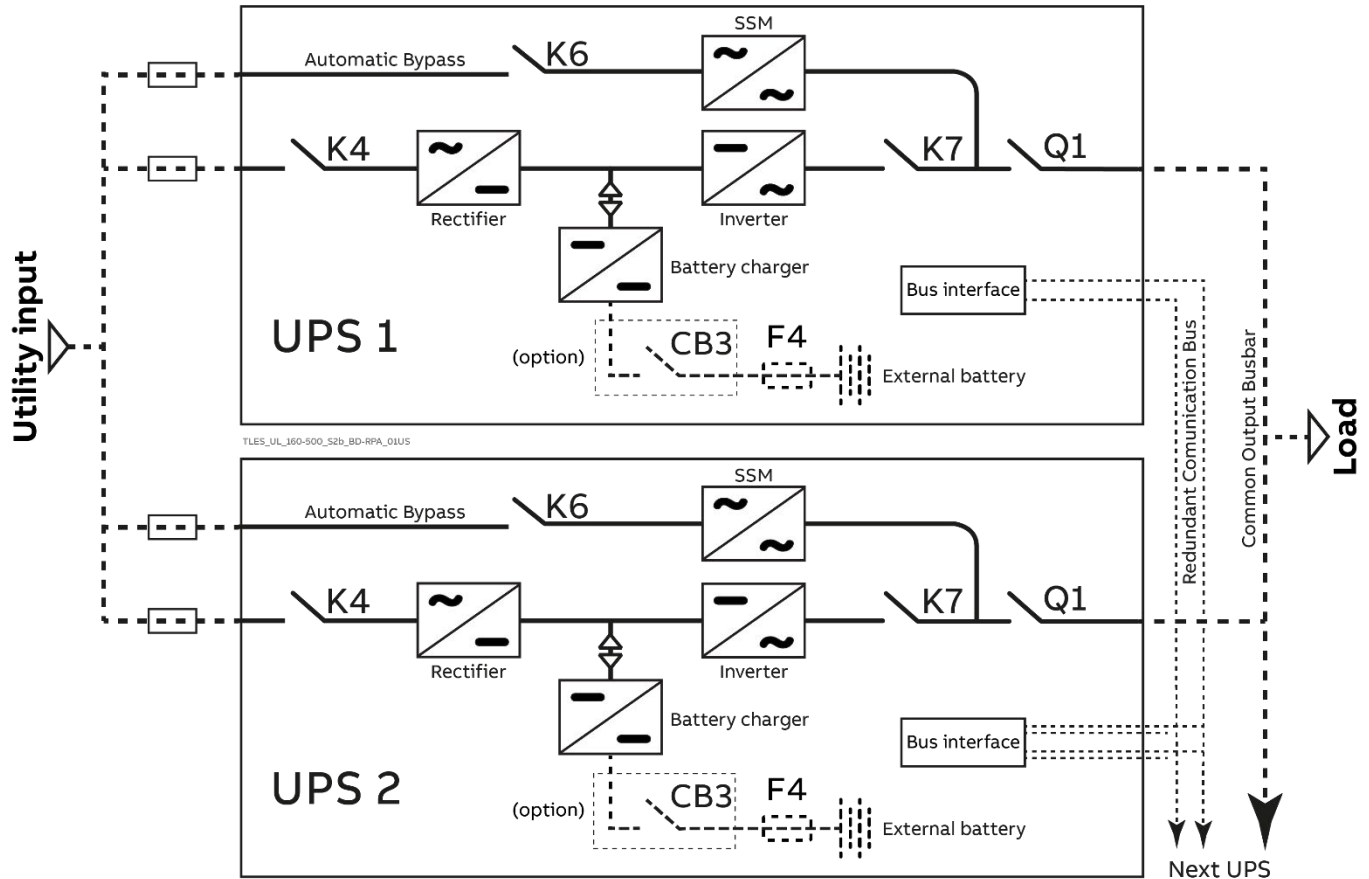 SSM
Automatic Bypass
K6
K4
K7
Q1
Rectifier
Inverter
Battery charger
Bus interface
UPS 1
(option)
CB3
F4
External battery
Utility input
TLES_UL_160-500_S2b_BD-RPA_01US
Redundant Comunication Bus
Common Output Busbar
Load
SSM
Automatic Bypass
K6
K4
K7
Q1
Rectifier
Inverter
Battery charger
Bus interface
UPS 2
(option)
CB3
F4
External battery
Next UPS